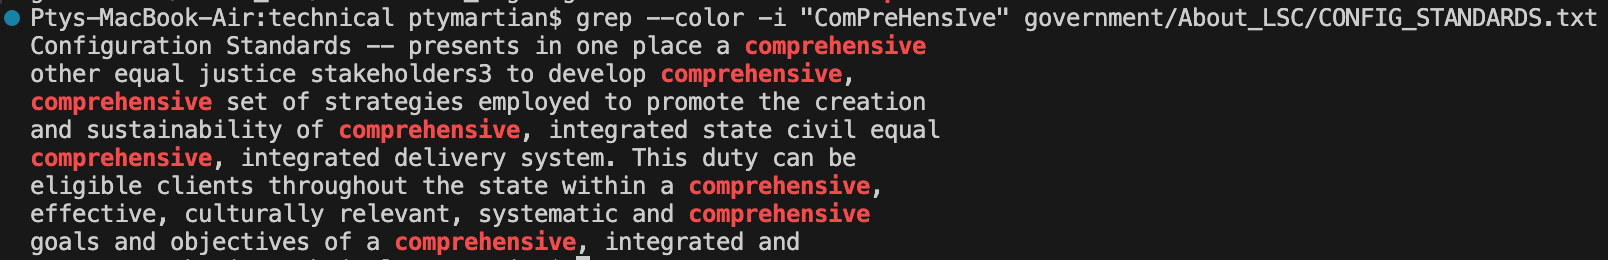 Ptys-MacBook-Air:technical ptymartian$ grep --color -i "ComPreHensIve" government/About_LSC/CONFIG_STANDARDS.txt
Configuration Standards -- presents in one place a comprehensive
other equal justice stakeholders3 to develop comprehensive,
comprehensive set of strategies employed to promote the creation
and sustainability of comprehensive, integrated state civil equal
comprehensive, integrated delivery system. This duty can be
eligible clients throughout the state within a comprehensive,
effective, culturally relevant, systematic and comprehensive
goals and objectives of a comprehensive, integrated and